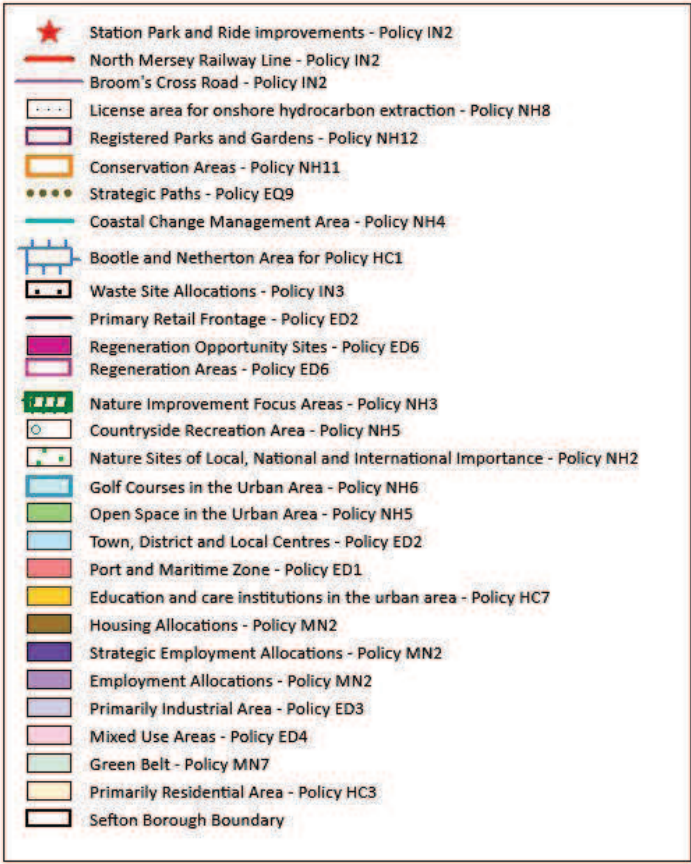 Station Park and Ride improvements - Policy IN2
North Mersey Railway Line - Policy IN2
Broom's Cross Road - Policy IN2
License area for onshore hydrocarbon extraction - Policy NH8
Registered Parks and Gardens - Policy NH12
Conservation Areas - Policy NH11
Strategic Paths - Policy EQ9
Coastal Change Management Area - Policy NH4
Bootle and Netherton Area for Policy HC1
Waste Site Allocations - Policy IN3
Primary Retail Frontage - Policy ED2
Regeneration Opportunity Sites - Policy ED6
Regeneration Areas - Policy ED6
Nature Improvement Focus Areas - Policy NH3
Countryside Recreation Area - Policy NH5
Nature Sites of Local, National and International Importance - Policy NH2
Golf Courses in the Urban Area - Policy NH6
Open Space in the Urban Area - Policy NH5
Town, District and Local Centres - Policy ED2
Port and Maritime Zone - Policy ED1
Education and care institutions in the urban area - Policy HC7
Housing Allocations - Policy MN2
Strategic Employment Allocations - Policy MN2
Employment Allocations - Policy MN2
Primarily Industrial Area - Policy ED3
Mixed Use Areas - Policy ED4
Green Belt - Policy MN7
Primarily Residential Area - Policy HC3
Sefton Borough Boundary